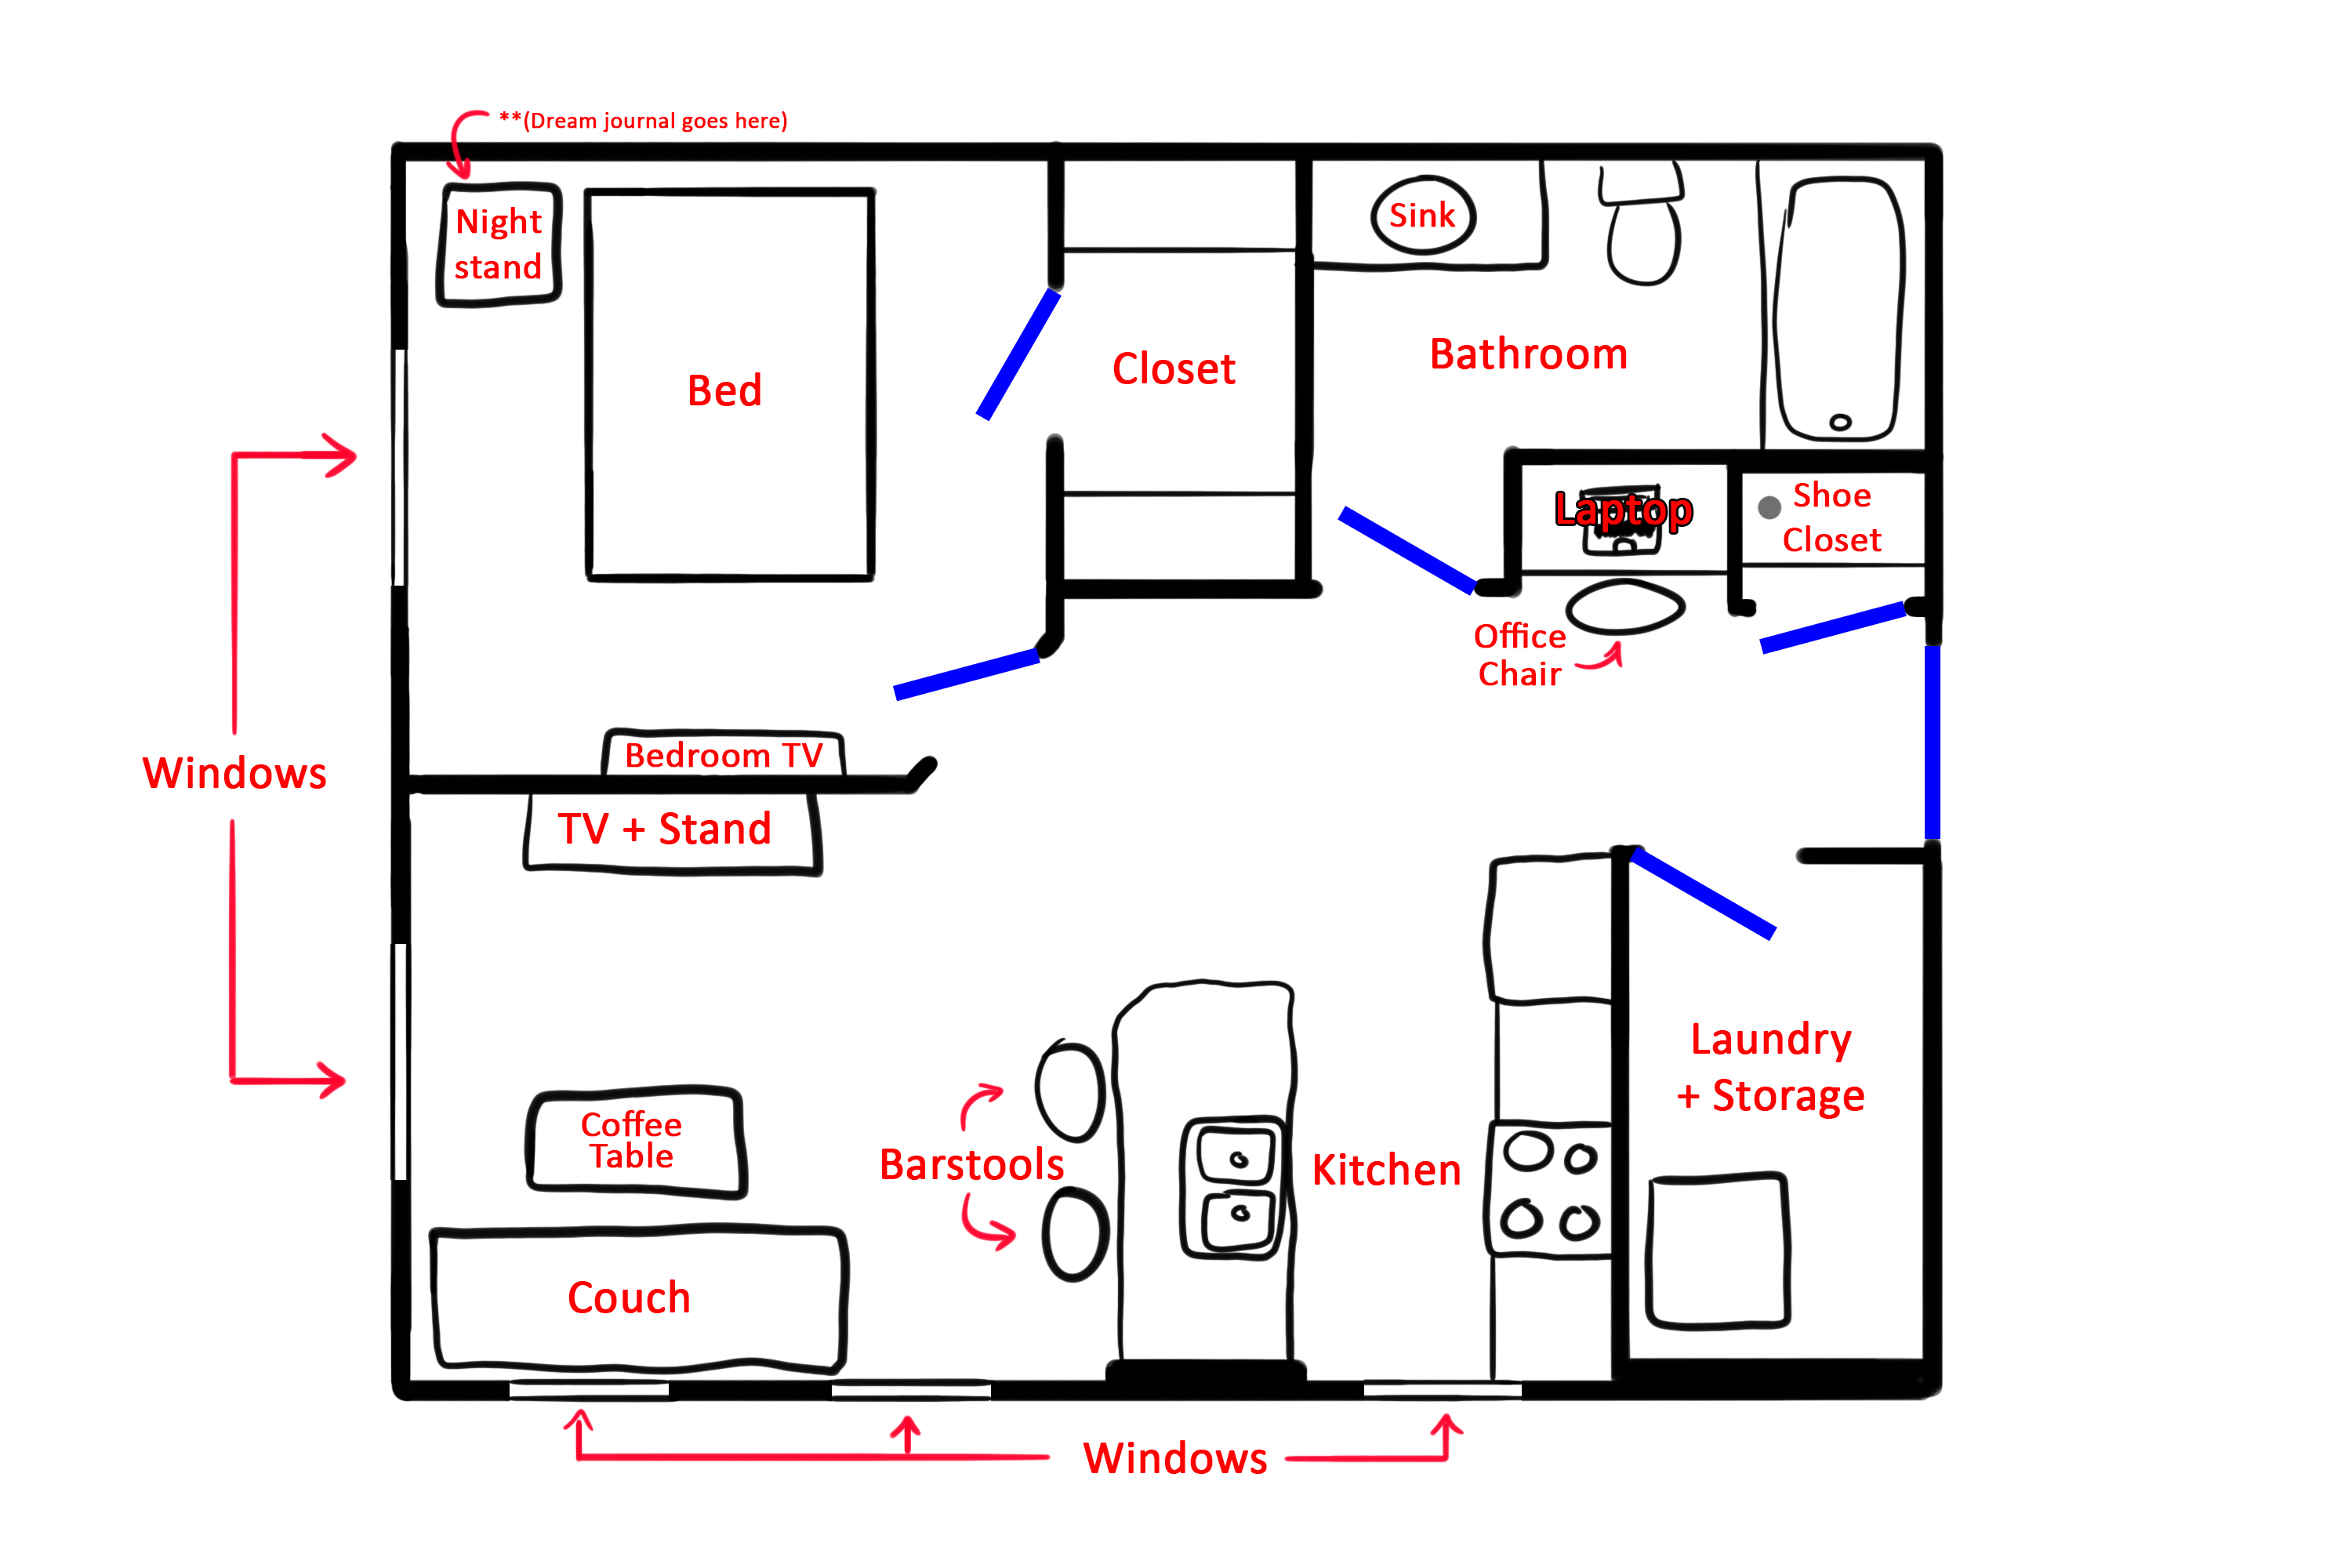 **(Dream journal goes here)
Night
stand
Bed
Closet
Sink
Bathroom
Laptop
Shoe
Closet
Office
Chair
Windows
Bedroom TV
TV + Stand
Coffee
Table
Couch
Barstools
Kitchen
Laundry
+ Storage
Windows